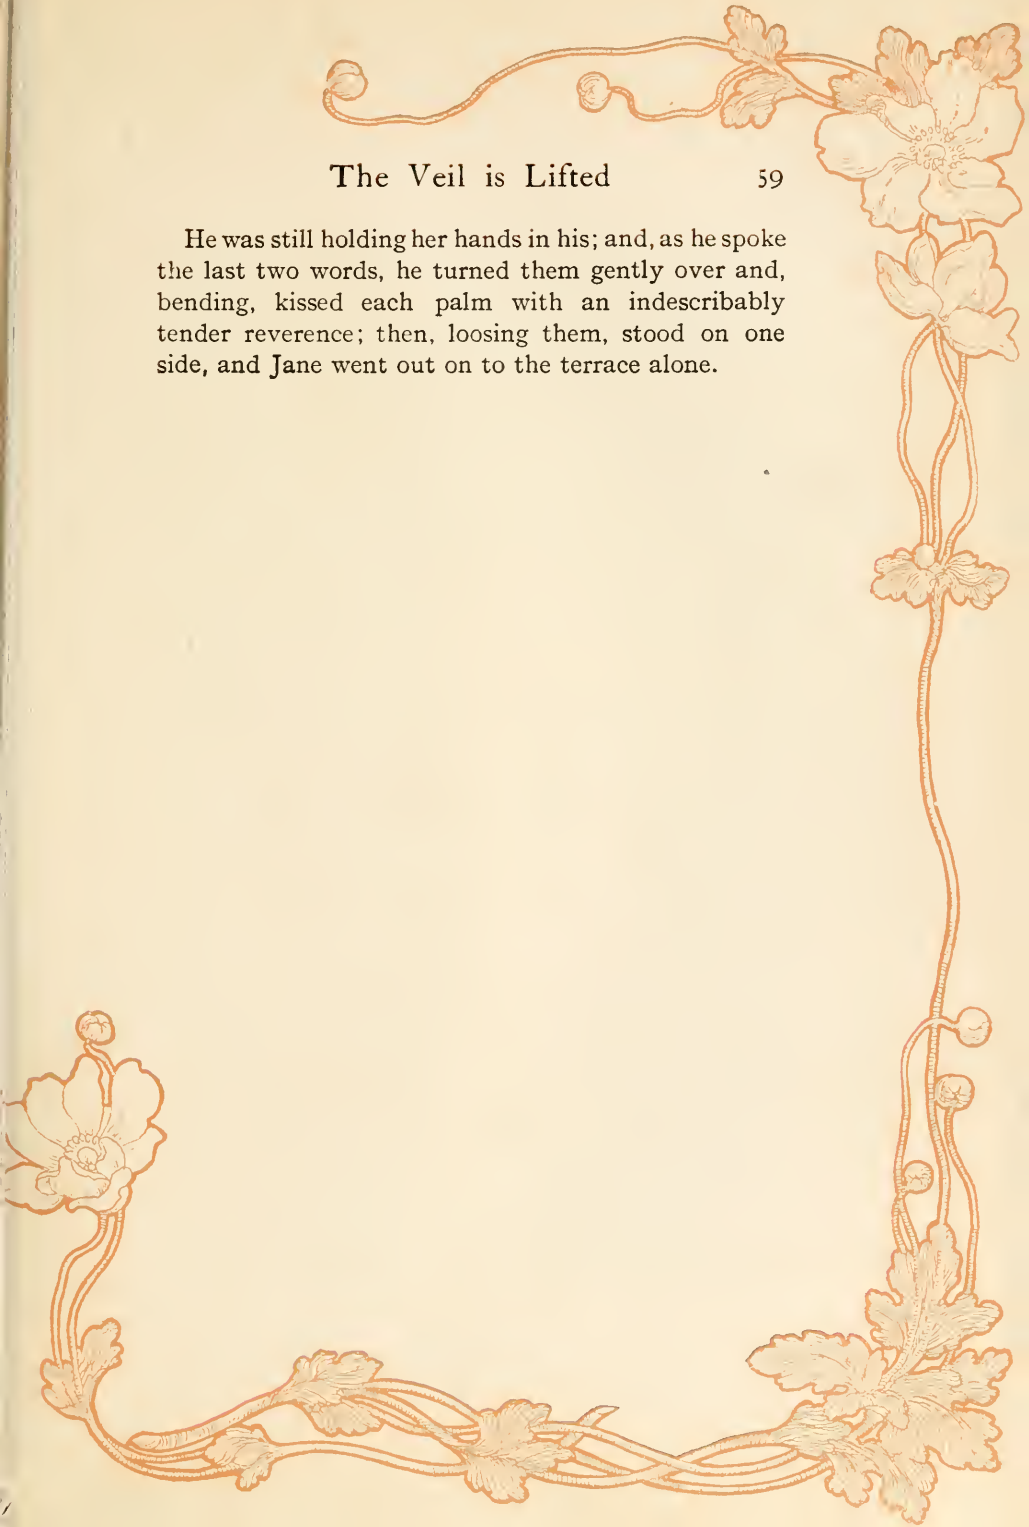 The Veil is Lifted 59
He was still holding her hands in his; and, as he spoke
the last two words, he turned them gently over and,
bending, kissed each palm with an indescribably
tender reverence; then, loosing them, stood on one
side, and Jane went out on to the terrace alone.